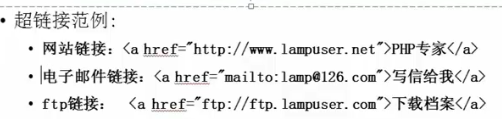 • 超链接范例:
• 网站链接: <a href="http://www.lampuser.net">PHP专家</a>
• 电子邮件链接: <a href="mailto:lamp@126.com">写信给我</a>
• ftp链接: <a href="ftp://ftp.lampuser.com">下载档案</a>